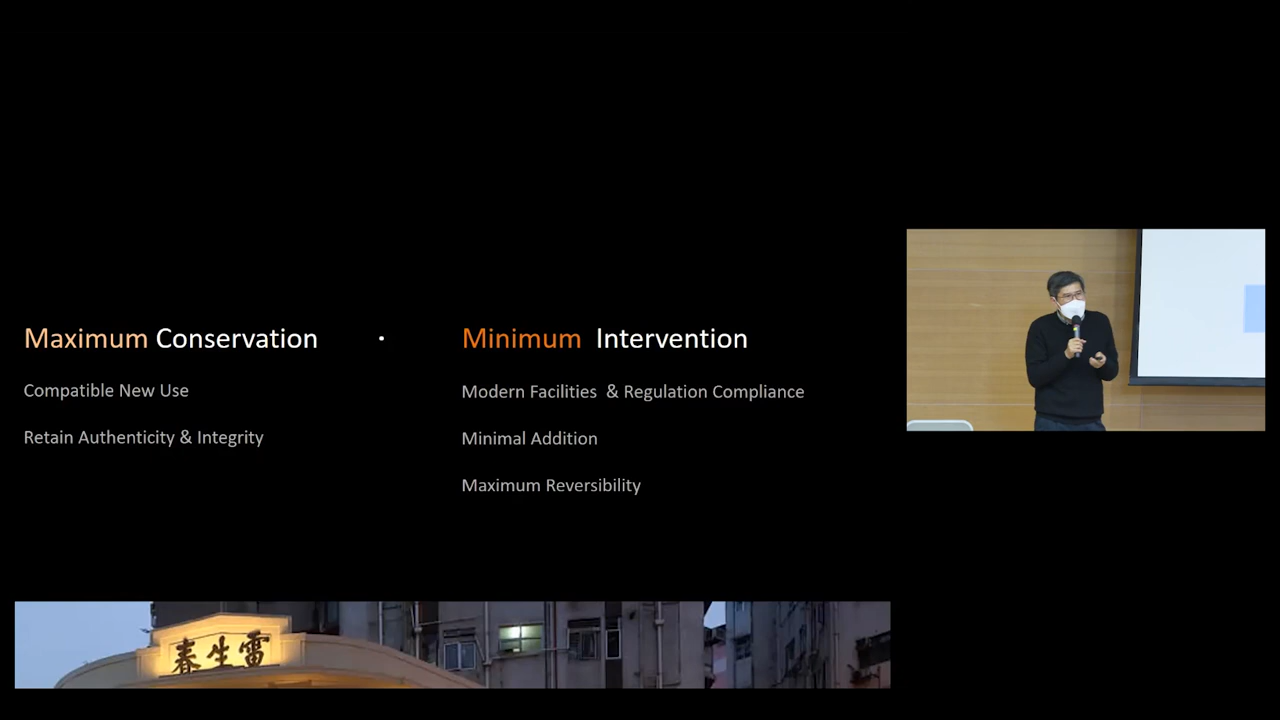 Maximum Conservation •
Compatible New Use
Retain Authenticity & Integrity
Minimum Intervention
Modern Facilities & Regulation Compliance
Minimal Addition
Maximum Reversibility
雷生春